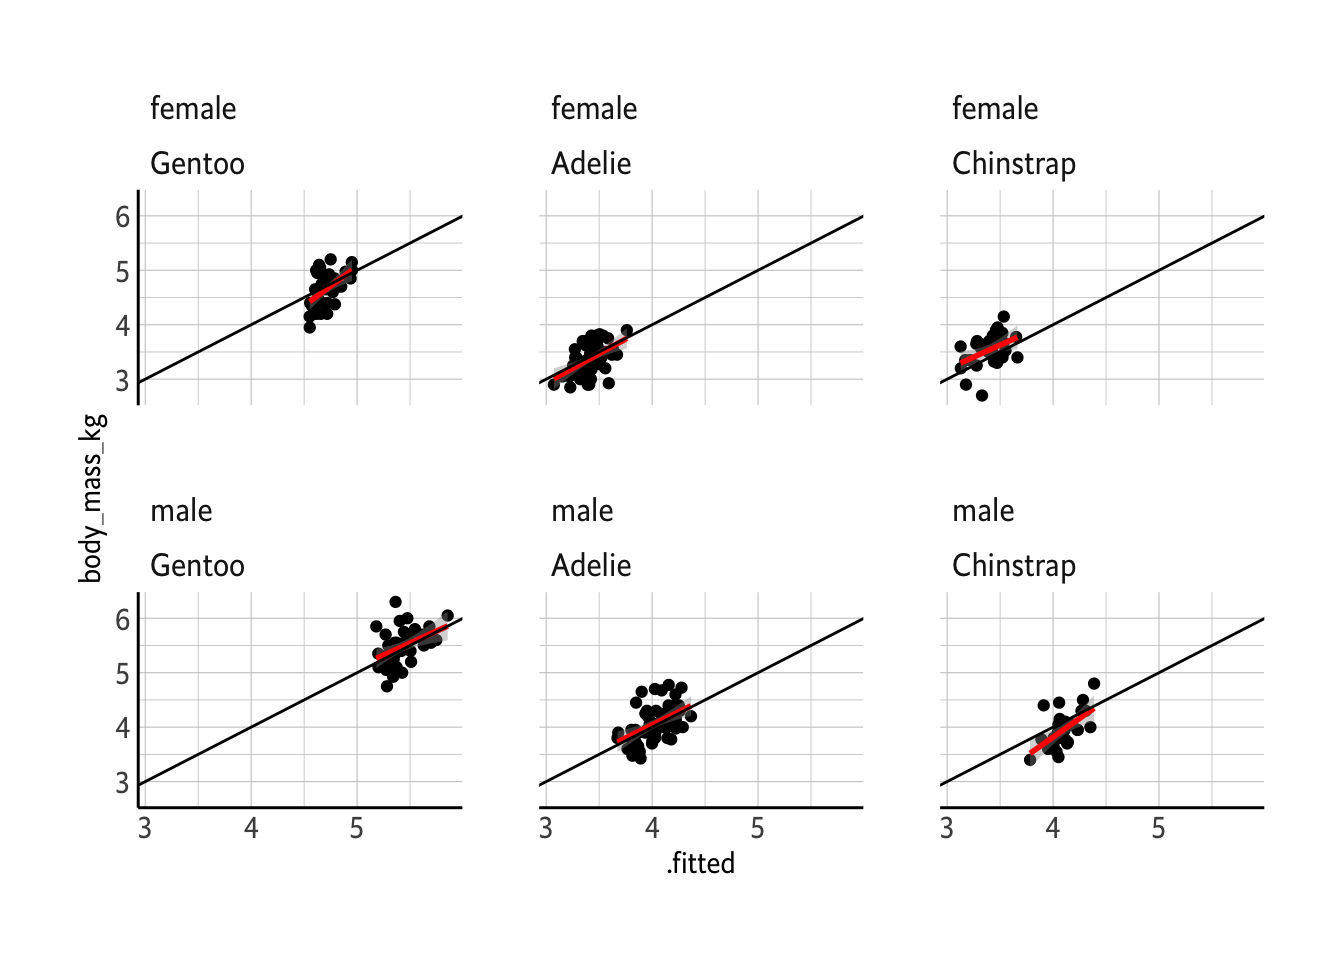 female
female
female
Gentoo
Adelie
Chinstrap
6
5
4
3
body_mass_kg
male
male
male
Gentoo
Adelie
Chinstrap
6
5
4
3
3 4 5
3 4 5
3 4 5
.fitted